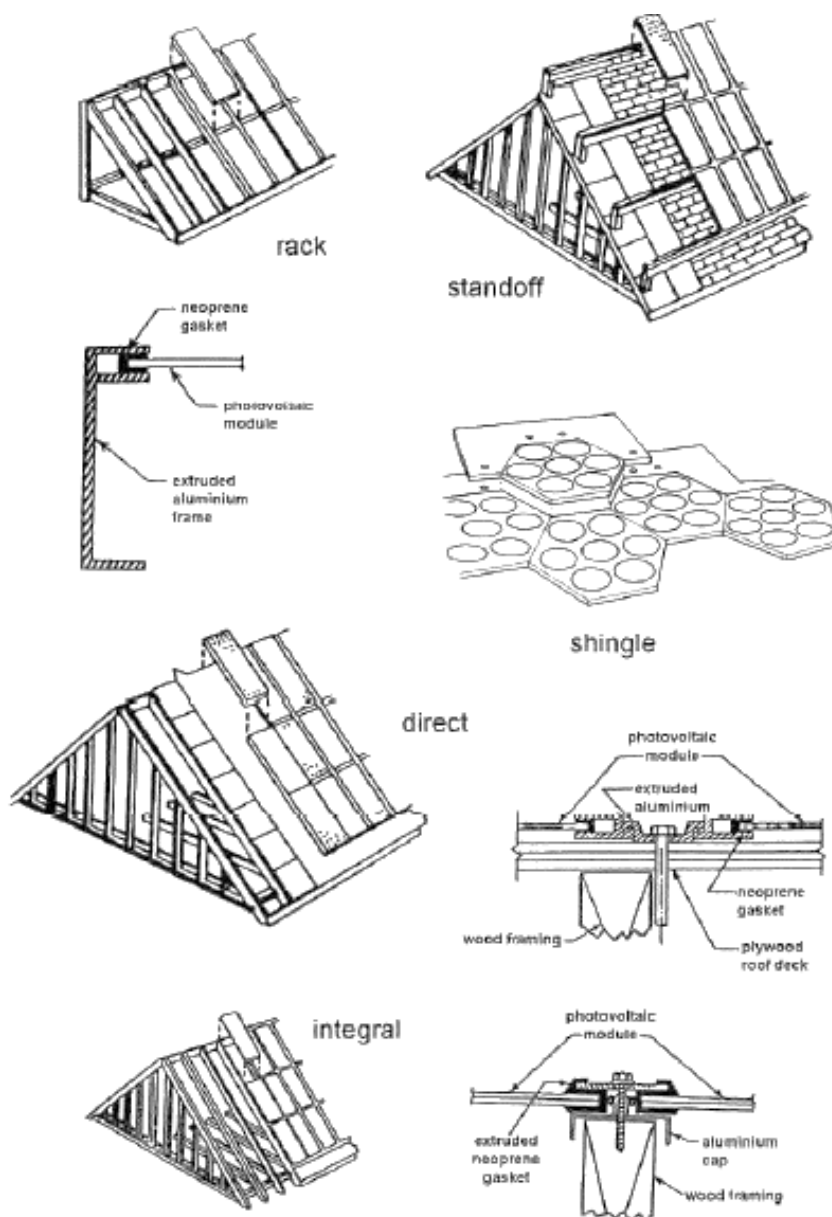 rack
standoff
neoprene
gasket
photovoltaic
module
extruded
aluminium
frame
shingle
direct
photovoltaic
module
extruded
aluminium
neoprene
gasket
wood framing
plywood
roof deck
integral
photovoltaic
module
extruded
neoprene
gasket
aluminium
cap
wood framing